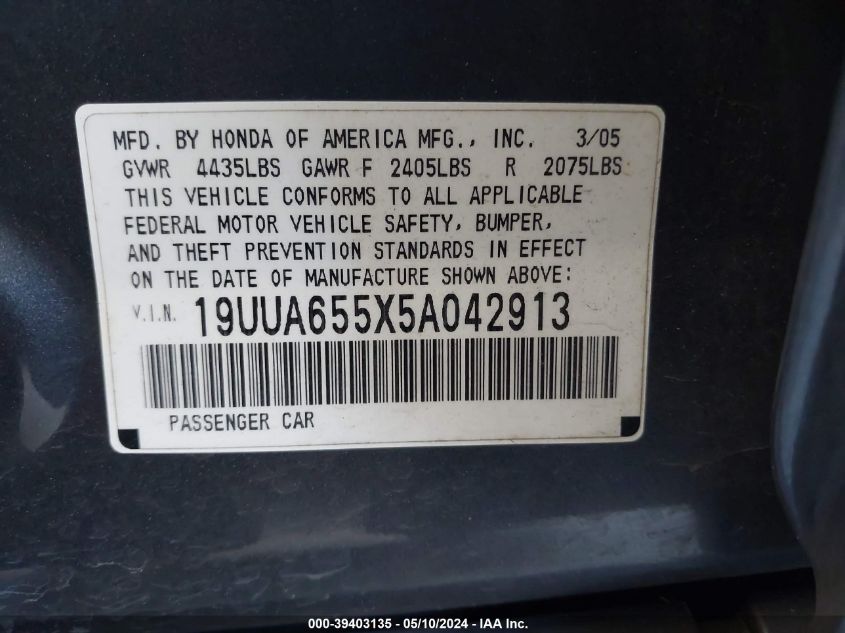 MFD. BY HONDA OF AMERICA MFG., INC. 3/05
GVWR 4435LBS GAWR F 2405LBS R 2075LBS
THIS VEHICLE CONFORMS TO ALL APPLICABLE
FEDERAL MOTOR VEHICLE SAFETY, BUMPER,
AND THEFT PREVENTION STANDARDS IN EFFECT
ON THE DATE OF MANUFACTURE SHOWN ABOVE:
V.I.N. 19UUA655X5A042913
PASSENGER CAR
000-39403135 - 05/10/2024 - IAA Inc.